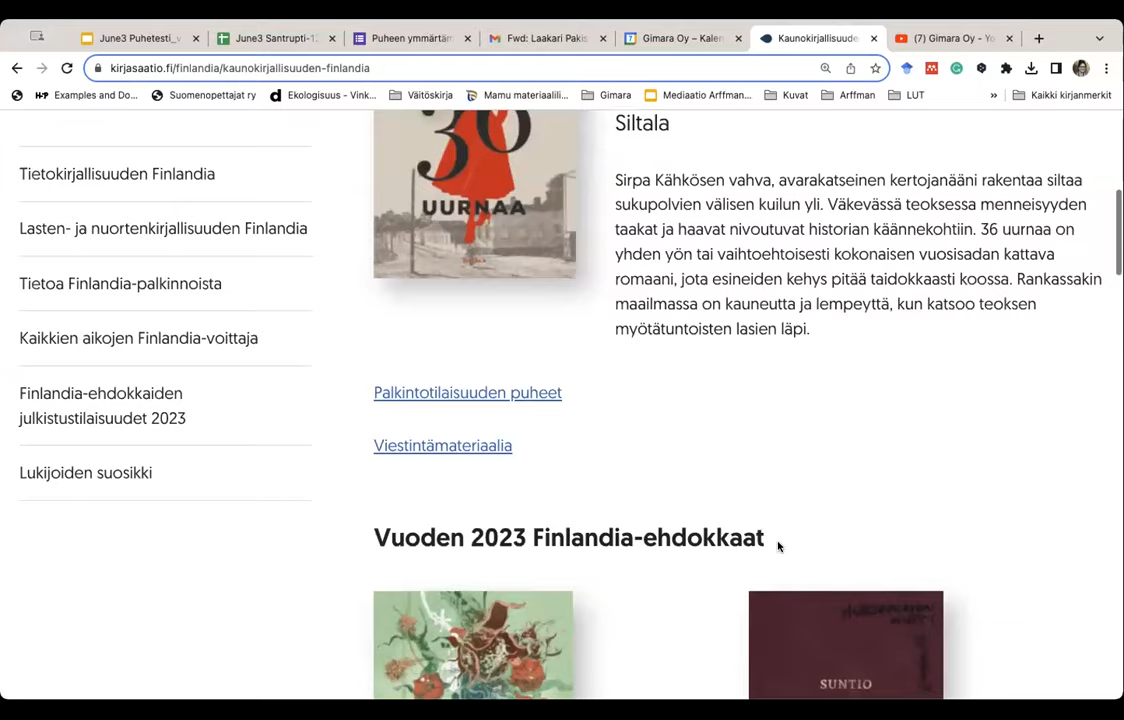 June3 Puhetesti_v
June3 Santrupti-12
Puheen ymmärtäm
Fwd: Laakari Pakis
Gimara Oy – Kalen
Kaunokirjallisuude
(7) Gimara Oy - Yo
kirjasaatio.fi/finlandia/kaunokirjallisuuden-finlandia
Examples and Do...
Suomenopettajat ry
Ekologisuus - Vink...
Väitöskirja
Mamu materiaalili...
Gimara
Mediaatio Arffman...
Kuvat
Arffman
LUT
»
Kaikki kirjanmerkit
Tietokirjallisuuden Finlandia
Lasten- ja nuortenkirjallisuuden Finlandia
Tietoa Finlandia-palkinnoista
Kaikkien aikojen Finlandia-voittaja
Finlandia-ehdokkaiden
julkistustilaisuudet 2023
Lukijoiden suosikki
36
UURNAA
Siltala
Sirpa Kähkösen vahva, avarakatseinen kertojanääni rakentaa siltaa
sukupolvien välisen kuilun yli. Väkevässä teoksessa menneisyyden
taakat ja haavat nivoutuvat historian käännekohtiin. 36 uurnaa on
yhden yön tai vaihtoehtoisesti kokonaisen vuosisadan kattava
romaani, jota esineiden kehys pitää taidokkaasti koossa. Rankassakin
maailmassa on kauneutta ja lempeyttä, kun katsoo teoksen
myötätuntoisten lasien läpi.
Palkintotilaisuuden puheet
Viestintämateriaalia
Vuoden 2023 Finlandia-ehdokkaat
SUNTIO